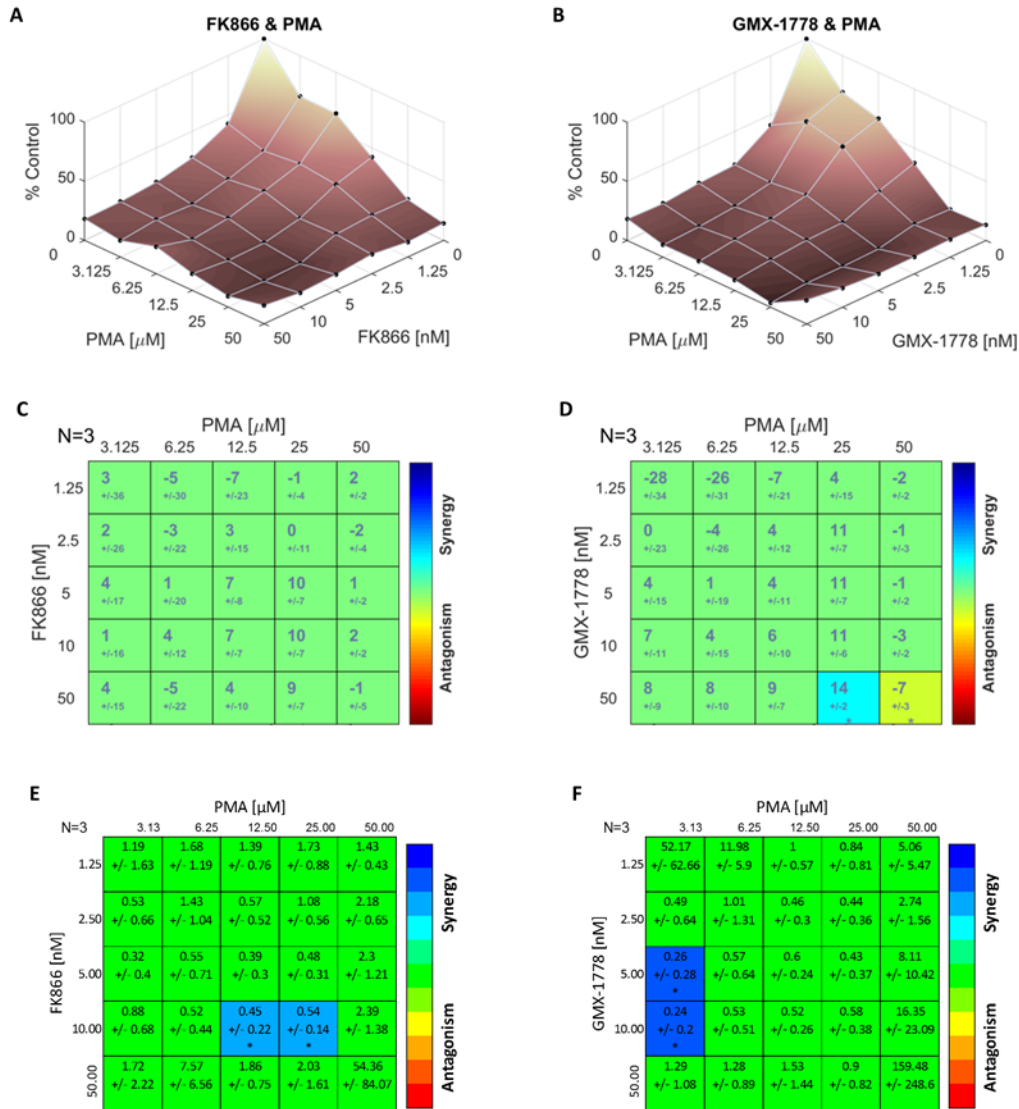 A
FK866 & PMA
% Control
100
50
0
0
3.125
6.25
12.5
25
50
PMA [μM]
0
1.25
2.5
5
10
50
FK866 [nM]
B
GMX-1778 & PMA
% Control
100
50
0
0
3.125
6.25
12.5
25
50
PMA [μM]
0
1.25
2.5
5
10
50
GMX-1778 [nM]
C
PMA [μM]
N=3
3.125 6.25 12.5 25 50
FK866 [nM]
1.25 3 -5 -7 -1 2
+/-36 +/-30 +/-23 +/-4 +/-2
2.5 2 -3 3 0 -2
+/-26 +/-22 +/-15 +/-11 +/-4
5 4 1 7 10 1
+/-17 +/-20 +/-8 +/-7 +/-2
10 1 4 7 10 2
+/-16 +/-12 +/-7 +/-7 +/-2
50 4 -5 4 9 -1
+/-15 +/-22 +/-10 +/-7 +/-5
Synergy
Antagonism
D
PMA [μM]
N=3
3.125 6.25 12.5 25 50
GMX-1778 [nM]
1.25 -28 -26 -7 4 -2
+/-34 +/-31 +/-21 +/-15 +/-2
2.5 0 -4 4 11 -1
+/-23 +/-26 +/-12 +/-7 +/-3
5 4 1 4 11 -1
+/-15 +/-19 +/-11 +/-7 +/-2
10 7 4 6 11 -3
+/-11 +/-15 +/-10 +/-6 +/-2
50 8 8 9 14 -7
+/-9 +/-10 +/-7 +/-2 +/-3
* *
Synergy
Antagonism
E
PMA [μM]
N=3 3.13 6.25 12.50 25.00 50.00
FK866 [nM]
1.25 1.19 1.68 1.39 1.73 1.43
+/- 1.63 +/- 1.19 +/- 0.76 +/- 0.88 +/- 0.43
2.50 0.53 1.43 0.57 1.08 2.18
+/- 0.66 +/- 1.04 +/- 0.52 +/- 0.56 +/- 0.65
5.00 0.32 0.55 0.39 0.48 2.3
+/- 0.4 +/- 0.71 +/- 0.3 +/- 0.31 +/- 1.21
10.00 0.88 0.52 0.45 0.54 2.39
+/- 0.68 +/- 0.44 +/- 0.22 +/- 0.14 +/- 1.38
* *
50.00 1.72 7.57 1.86 2.03 54.36
+/- 2.22 +/- 6.56 +/- 0.75 +/- 1.61 +/- 84.07
Synergy
Antagonism
F
PMA [μM]
N=3 3.13 6.25 12.50 25.00 50.00
GMX-1778 [nM]
1.25 52.17 11.98 1 0.84 5.06
+/- 62.66 +/- 5.9 +/- 0.57 +/- 0.81 +/- 5.47
2.50 0.49 1.01 0.46 0.44 2.74
+/- 0.64 +/- 1.31 +/- 0.3 +/- 0.36 +/- 1.56
5.00 0.26 0.57 0.6 0.43 8.11
+/- 0.28 +/- 0.64 +/- 0.24 +/- 0.37 +/- 10.42
*
10.00 0.24 0.53 0.52 0.58 16.35
+/- 0.2 +/- 0.51 +/- 0.26 +/- 0.38 +/- 23.09
*
50.00 1.29 1.28 1.53 0.9 159.48
+/- 1.08 +/- 0.89 +/- 1.44 +/- 0.82 +/- 248.6
Synergy
Antagonism